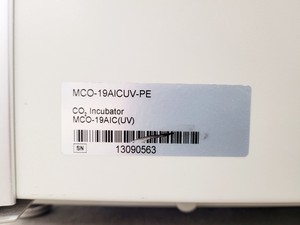 MCO-19AICUV-PE
CO₂ Incubator
MCO-19AIC(UV)
SN 13090563